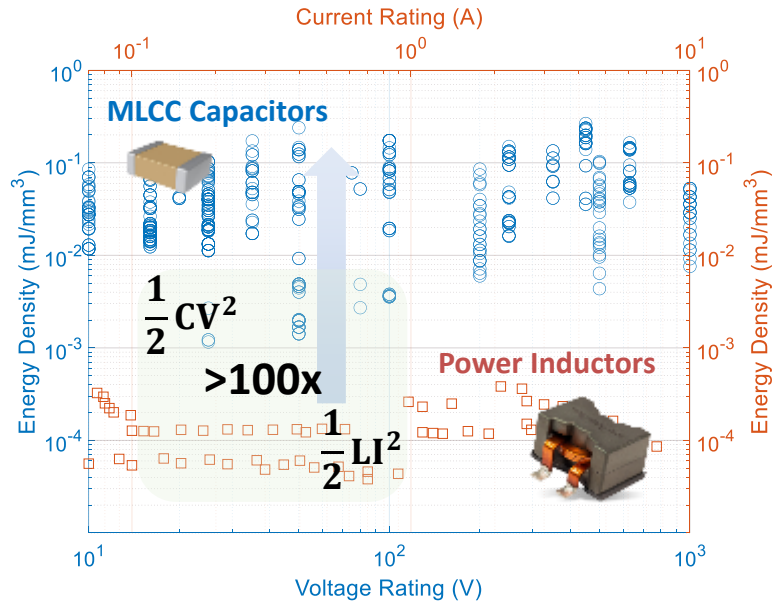 Current Rating (A)
10^-1 10^0 10^1
10^0 10^0
MLCC Capacitors
10^-1 10^-1
10^-2 10^-2
Energy Density (mJ/mm^3)
Energy Density (mJ/mm^3)
1/2 CV^2
10^-3 10^-3
>100x
Power Inductors
1/2 LI^2
10^-4 10^-4
10^1 10^2 10^3
Voltage Rating (V)